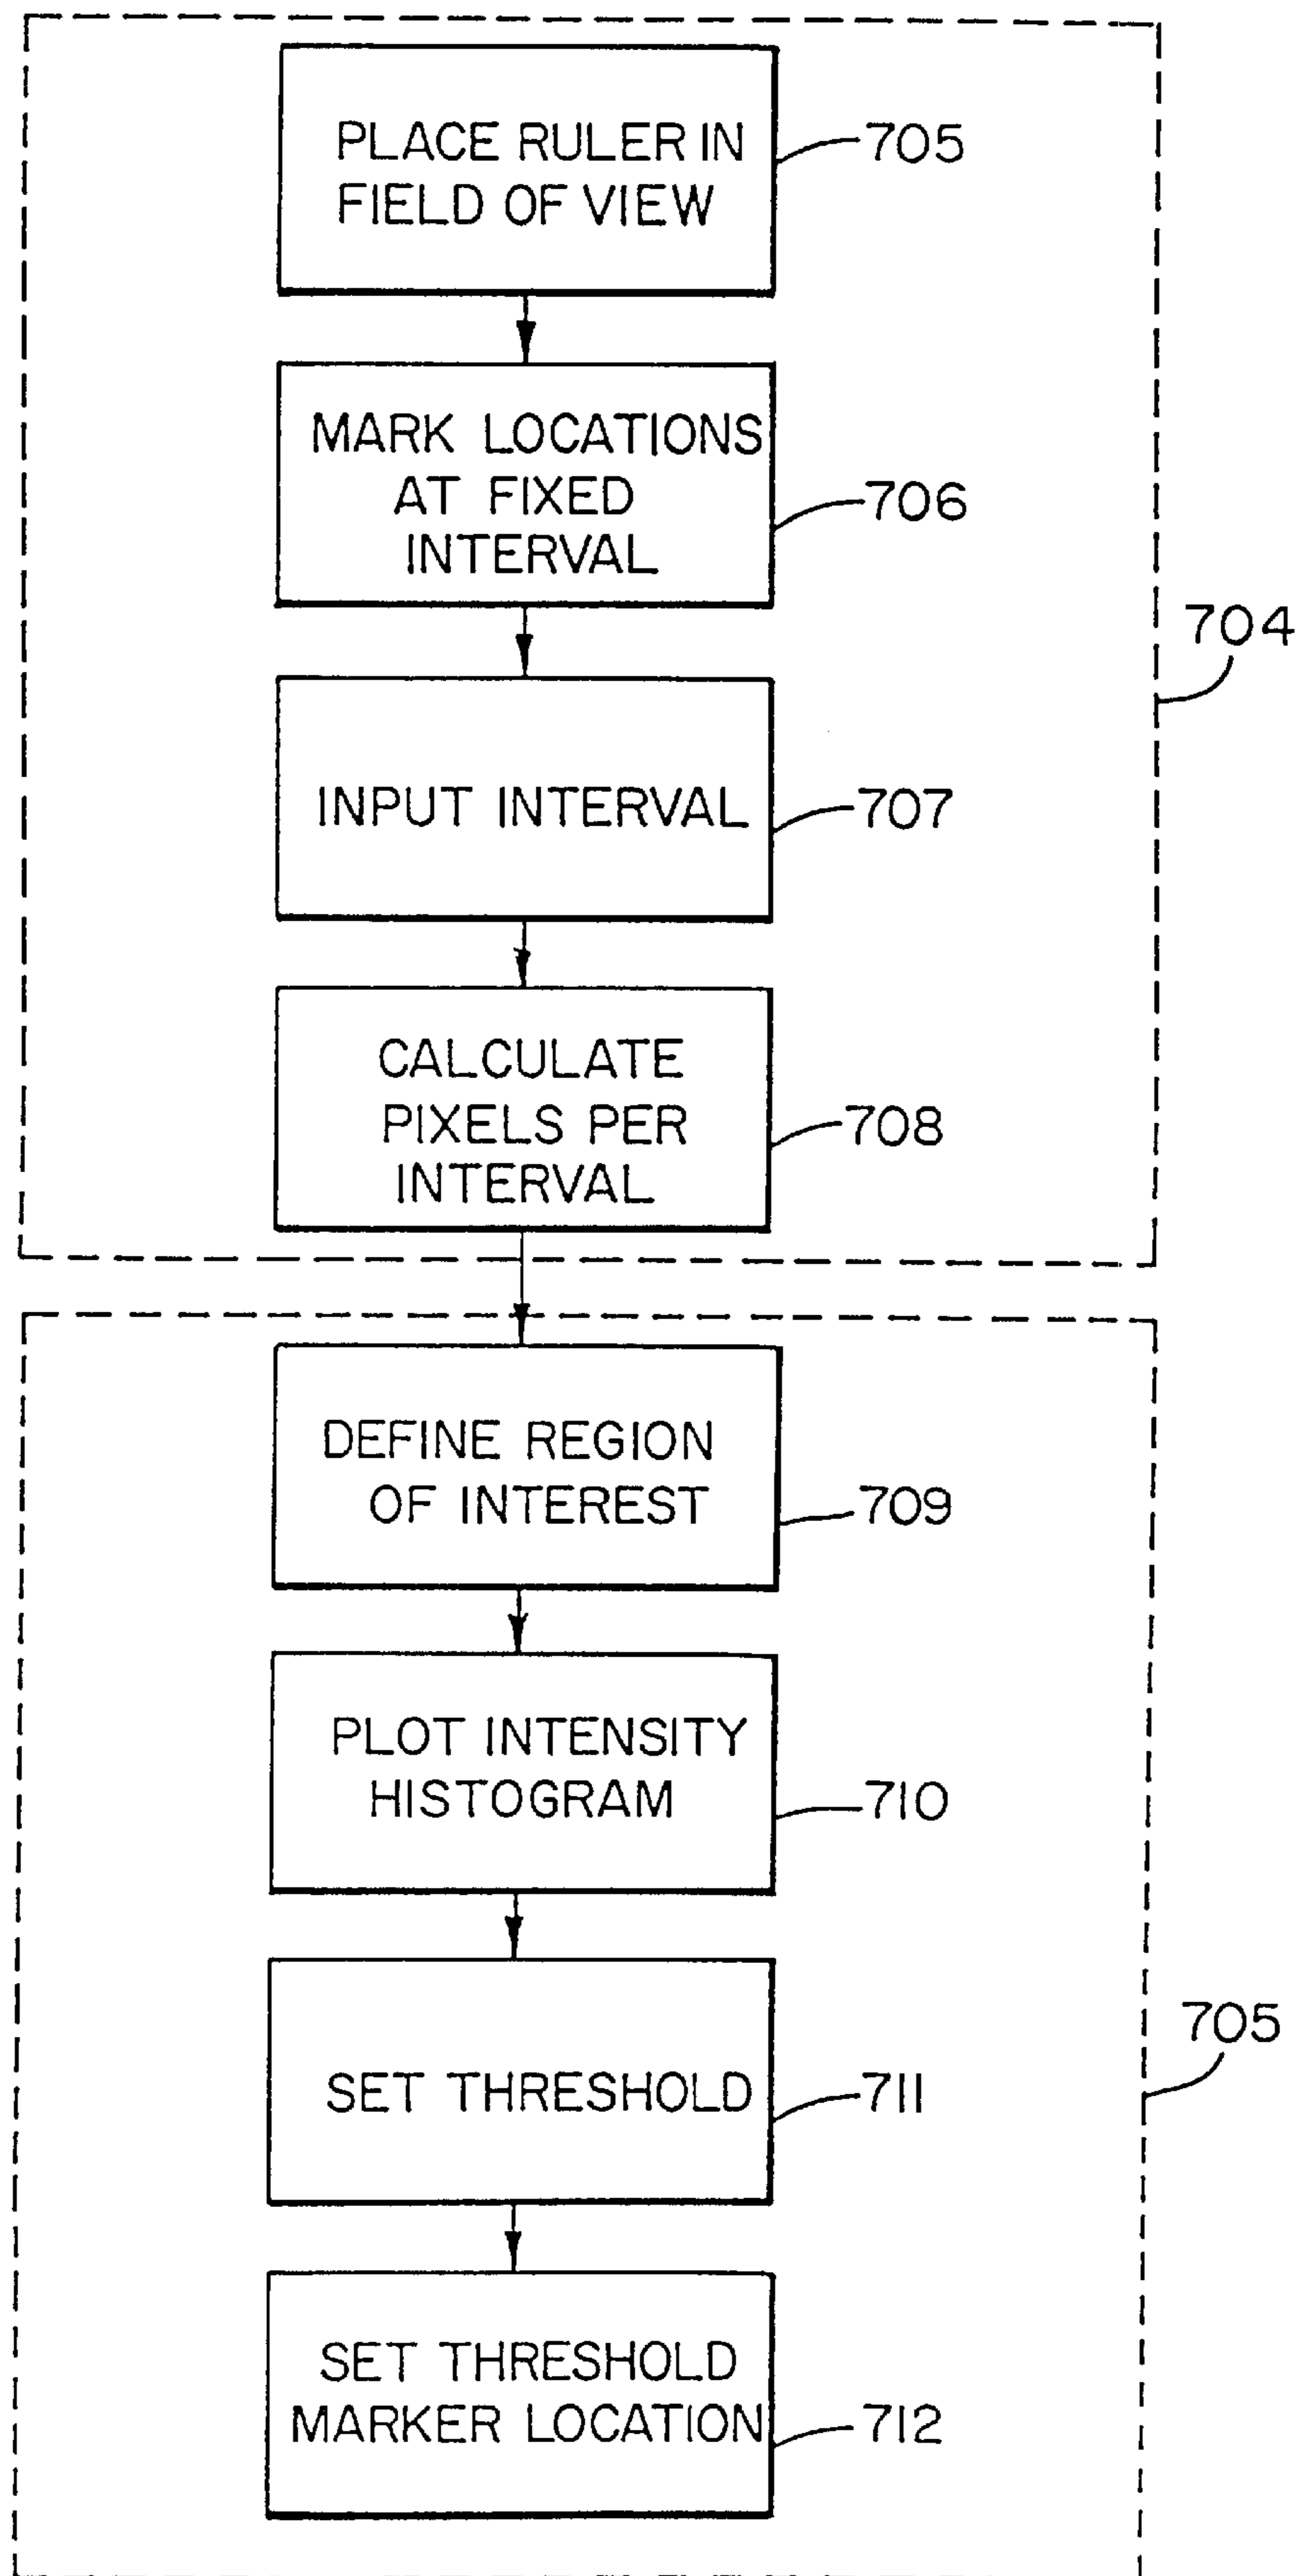 PLACE RULER IN
FIELD OF VIEW
705
MARK LOCATIONS
AT FIXED
INTERVAL
706
704
INPUT INTERVAL
707
CALCULATE
PIXELS PER
INTERVAL
708
DEFINE REGION
OF INTEREST
709
PLOT INTENSITY
HISTOGRAM
710
705
SET THRESHOLD
711
SET THRESHOLD
MARKER LOCATION
712